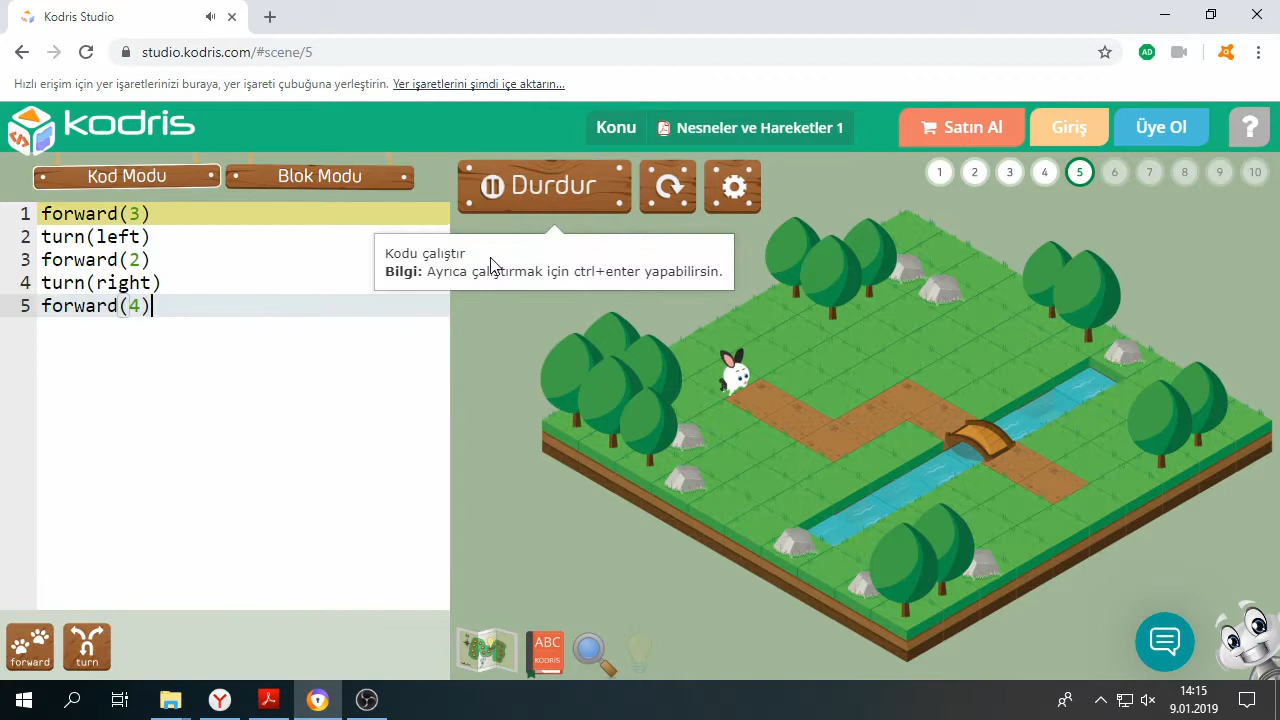 Kodris Studio
studio.kodris.com/#scene/5
AD
Hızlı erişim için yer işaretlerinizi buraya, yer işareti çubuğuna yerleştirin. Yer işaretlerini şimdi içe aktarın...
kodris
Konu
Nesneler ve Hareketler 1
Satın Al
Giriş
Üye Ol
?
Kod Modu
Blok Modu
Durdur
1 2 3 4 5 6 7 8 9 10
1 forward(3)
2 turn(left)
3 forward(2)
4 turn(right)
5 forward(4)
Kodu çalıştır
Bilgi: Ayrıca çalıştırmak için ctrl+enter yapabilirsin.
forward
turn
ABC
KODRIS
14:15
9.01.2019